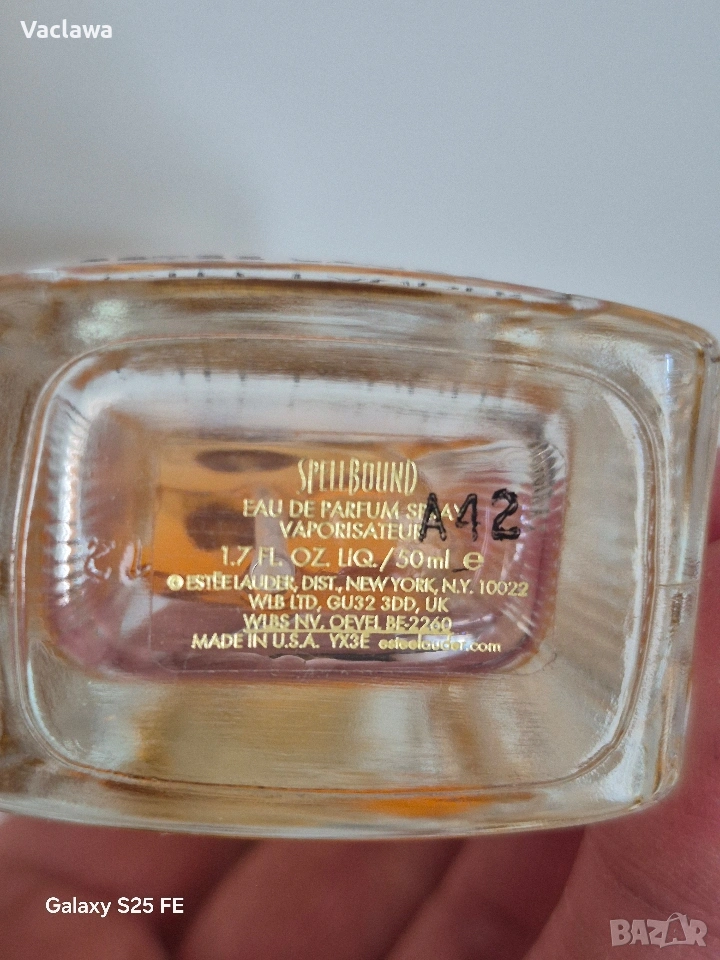 Vaclawa
SPELLBOUND
EAU DE PARFUM SPRAY
VAPORISATEUR
A12
1.7 FL. OZ. LIQ./50ml ℮
© ESTĒE LAUDER, DIST., NEW YORK, N.Y. 10022
WLB LTD, GU32 3DD, UK
WLBS NV. OEVEL BE-2260
MADE IN U.S.A. YX3E esteelauder.com
Galaxy S25 FE
BAZAR